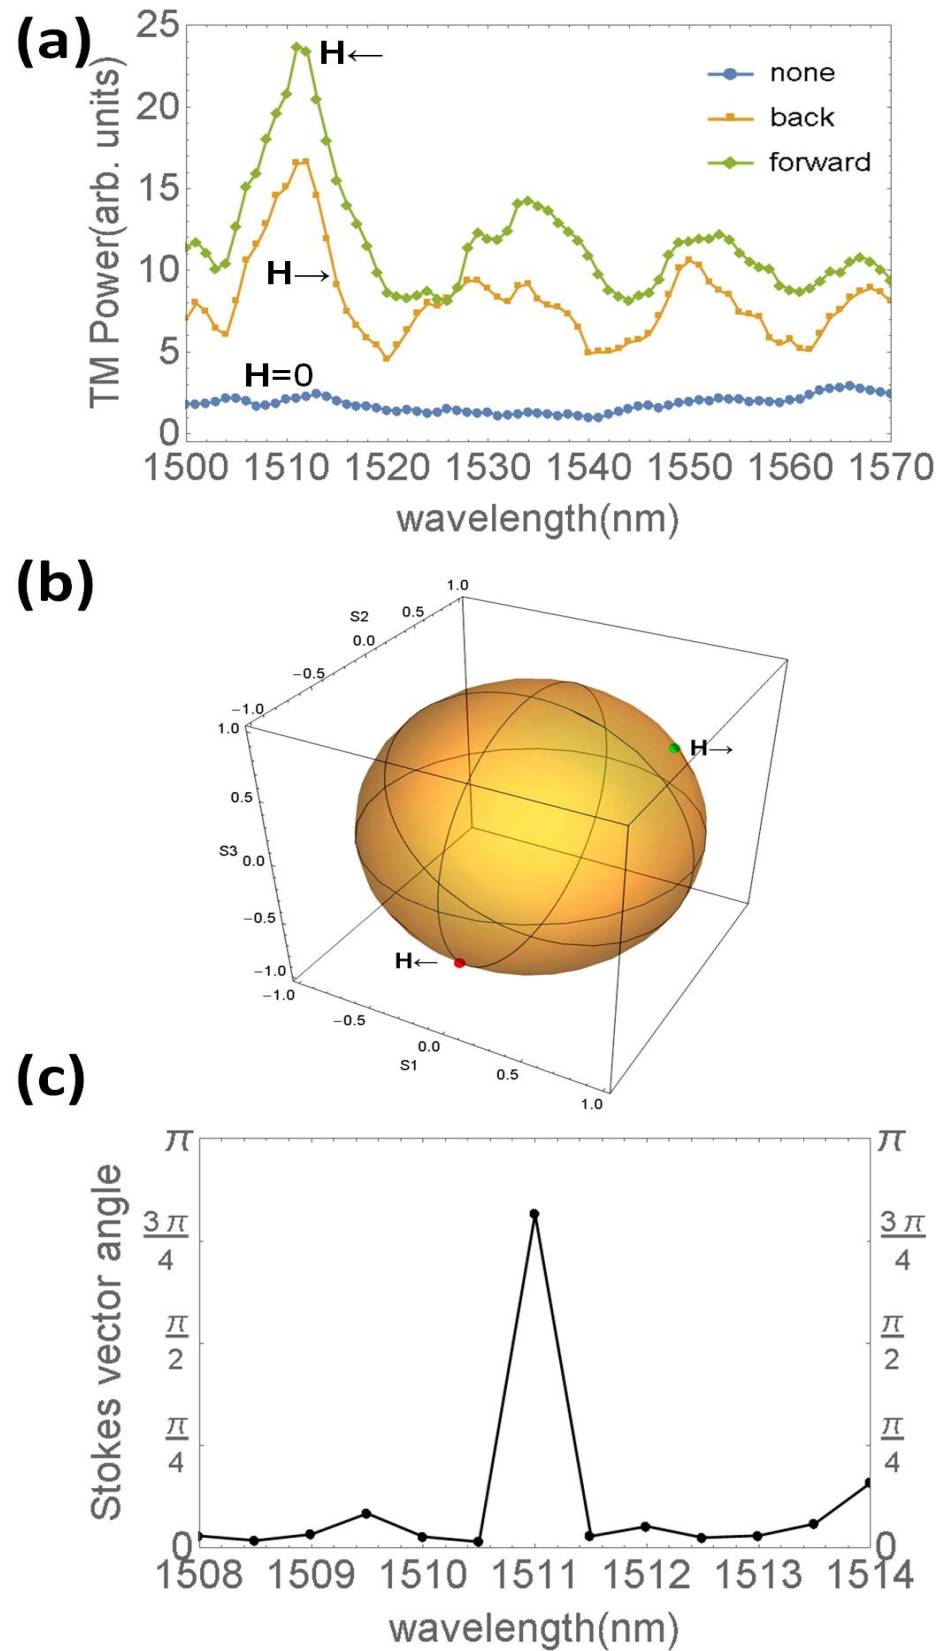 (a)
TM Power(arb. units)
25
20
15
10
5
0
H←
H→
H=0
none
back
forward
1500 1510 1520 1530 1540 1550 1560 1570
wavelength(nm)
(b)
1.0
0.5
S2
0.0
−0.5
−1.0
1.0
0.5
S3
0.0
−0.5
−1.0
−1.0
−0.5
0.0
S1
0.5
1.0
H→
H←
(c)
Stokes vector angle
π
3 π
4
π
2
π
4
0
π
3 π
4
π
2
π
4
0
1508 1509 1510 1511 1512 1513 1514
wavelength(nm)